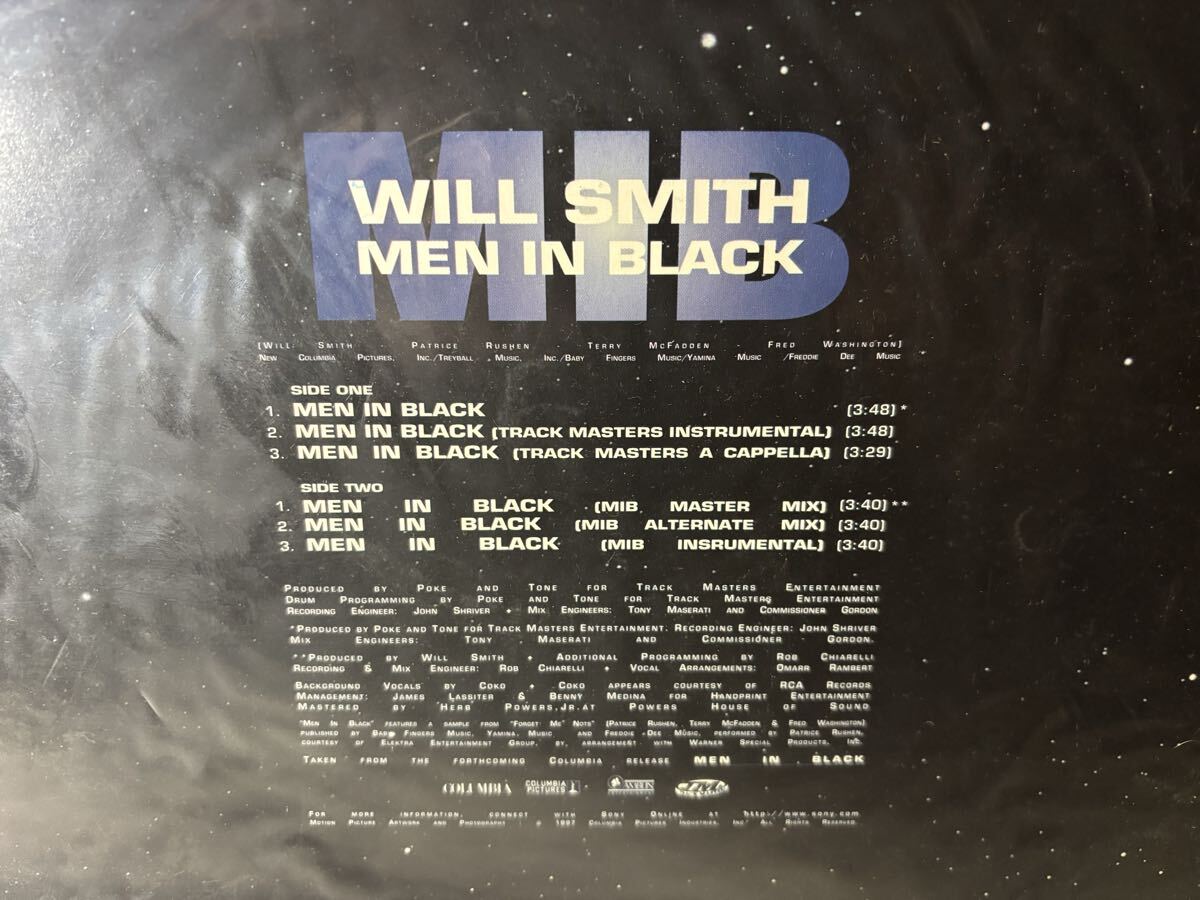 MIB
WILL SMITH
MEN IN BLACK
(Will Smith - Patrice Rushen - Terry McFadden - Fred Washington)
New Columbia Pictures, Inc./Treyball Music, Inc./Baby Fingers Music/Yamina Music /Freddie Dee Music
SIDE ONE
1. MEN IN BLACK (3:48) *
2. MEN IN BLACK (TRACK MASTERS INSTRUMENTAL) (3:48)
3. MEN IN BLACK (TRACK MASTERS A CAPPELLA) (3:29)
SIDE TWO
1. MEN IN BLACK (MIB MASTER MIX) (3:40) **
2. MEN IN BLACK (MIB ALTERNATE MIX) (3:40)
3. MEN IN BLACK (MIB INSRUMENTAL) (3:40)
Produced by Poke and Tone for Track Masters Entertainment
Drum Programming by Poke and Tone for Track Masters Entertainment
Recording Engineer: John Shriver + Mix Engineers: Tony Maserati and Commissioner Gordon
*Produced by Poke and Tone for Track Masters Entertainment. Recording Engineer: John Shriver
Mix Engineers: Tony Maserati and Commissioner Gordon.
**Produced by Will Smith + Additional Programming by Rob Chiarelli
Recording & Mix Engineer: Rob Chiarelli + Vocal Arrangements: Omarr Rambert
Background Vocals by Coko + Coko appears courtesy of RCA Records
Management: James Lassiter & Benny Medina for Handprint Entertainment
Mastered by Herb Powers, Jr. at Powers House of Sound
"Men In Black" features a sample from "Forget Me Nots" (Patrice Rushen, Terry McFadden & Fred Washington)
published by Baby Fingers Music, Yamina Music and Freddie Dee Music, performed by Patrice Rushen,
courtesy of Elektra Entertainment Group, by arrangement with Warner Special Products, Inc.
Taken from the forthcoming Columbia release MEN IN BLACK
COLUMBIA
COLUMBIA PICTURES
AMBLIN ENTERTAINMENT
For more information, connect with Sony Online at http://www.sony.com
Motion Picture Artwork and Photography © 1997 Columbia Pictures Industries, Inc. All Rights Reserved.